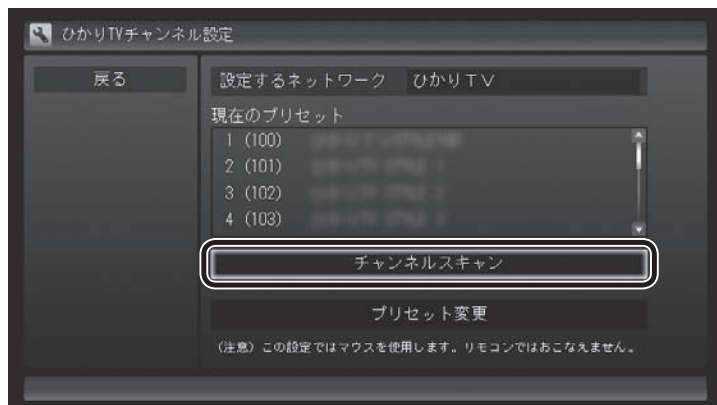 ひかりTVチャンネル設定
戻る
設定するネットワーク ひかりTV
現在のプリセット
1 (100)
2 (101)
3 (102)
4 (103)
チャンネルスキャン
プリセット変更
(注意) この設定ではマウスを使用します。リモコンではおこなえません。